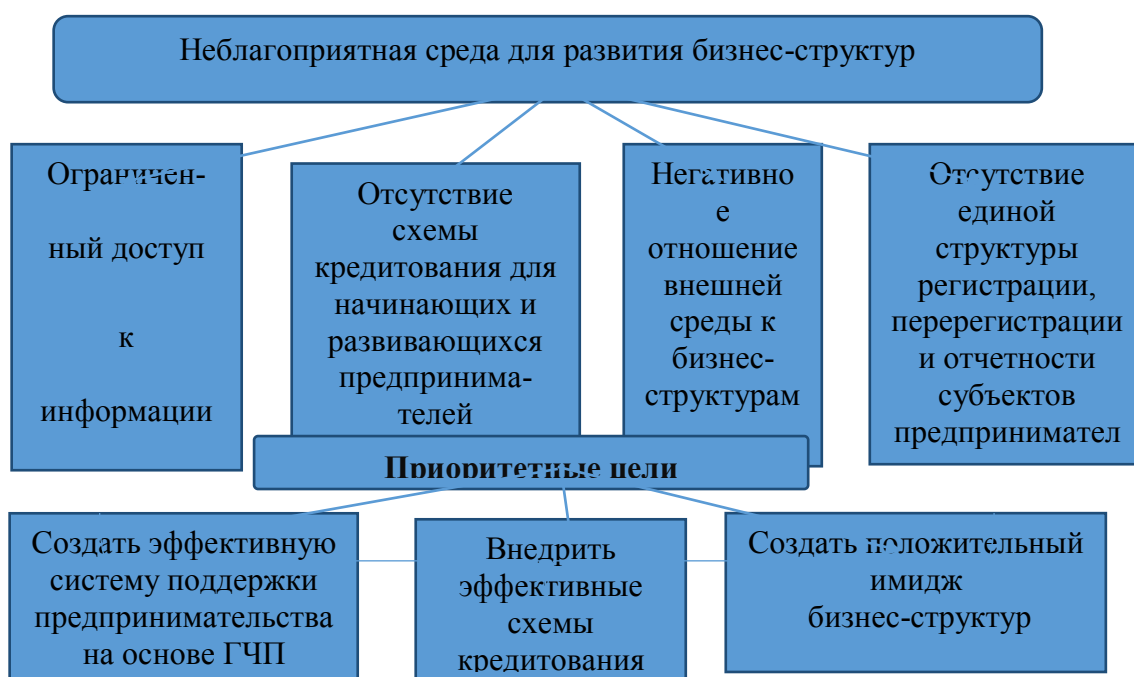 Неблагоприятная среда для развития бизнес-структур
Ограничен-
ный доступ
к
информации
Отсутствие
схемы
кредитования для
начинающих и
развивающихся
предпринима-
телей
Негативно
е
отношение
внешней
среды к
бизнес-
структурам
Отсутствие
единой
структуры
регистрации,
перерегистрации
и отчетности
субъектов
предпринимател
Приоритетные цели
Создать эффективную
систему поддержки
предпринимательства
на основе ГЧП
Внедрить
эффективные
схемы
кредитования
Создать положительный
имидж
бизнес-структур